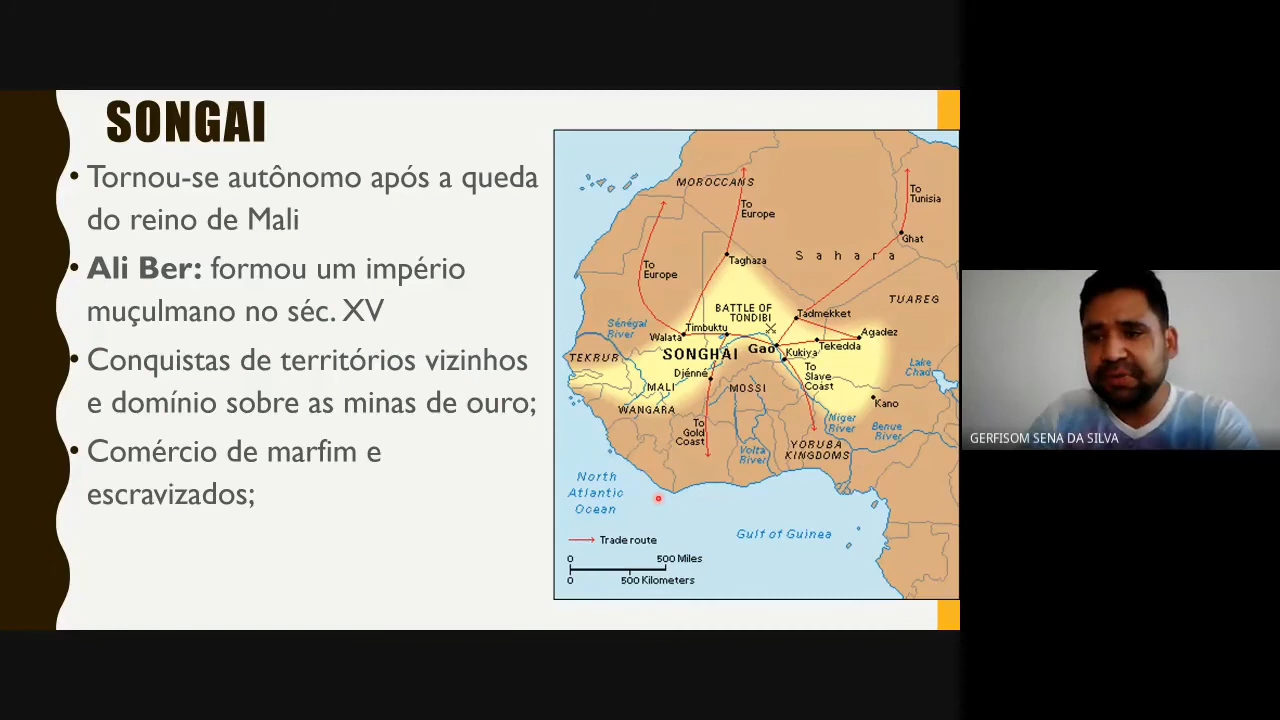 SONGAI
• Tornou-se autônomo após a queda
do reino de Mali
• Ali Ber: formou um império
muçulmano no séc. XV
• Conquistas de territórios vizinhos
e domínio sobre as minas de ouro;
• Comércio de marfim e
escravizados;
MOROCCANS
To
Europe
To
Tunisia
Ghat
To
Europe
Taghaza
Sahara
TUAREG
BATTLE OF
TONDIBI
Tadmekket
Sénégal
River
Walata
Timbuktu
Agadez
TEKRUR
SONGHAI
Gao
Kukiya
Tekedda
Lake
Chad
Djénné
To
Slave
Coast
MALI
MOSSI
WANGARA
Kano
To
Gold
Coast
Niger
River
Benue
River
Volta
River
YORUBA
KINGDOMS
North
Atlantic
Ocean
Gulf of Guinea
Trade route
0 500 Miles
0 500 Kilometers
GERFISOM SENA DA SILVA